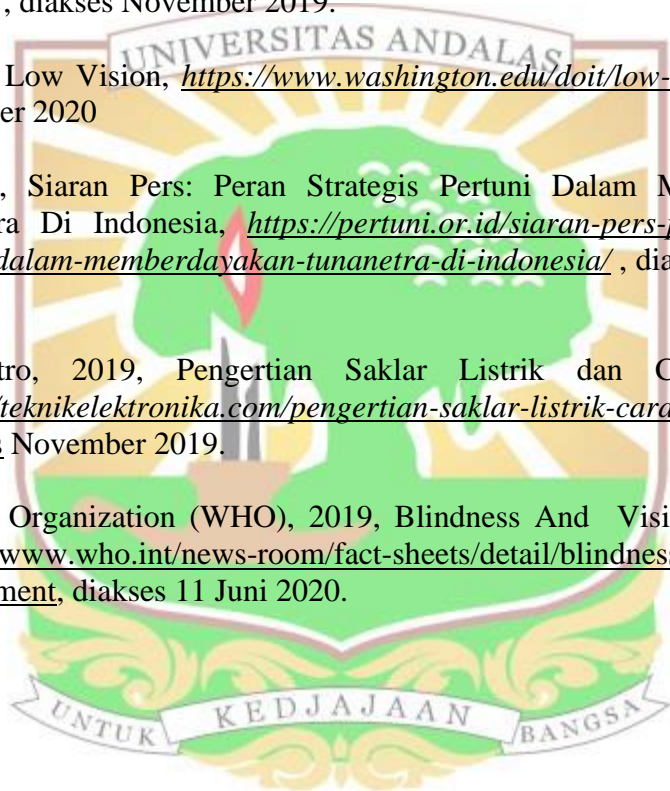 , diakses November 2019.
UNIVERSITAS ANDALAS
Low Vision, https://www.washington.edu/doit/low-
er 2020
, Siaran Pers: Peran Strategis Pertuni Dalam M
ra Di Indonesia, https://pertuni.or.id/siaran-pers-p
dalam-memberdayakan-tunanetra-di-indonesia/ , dia
tro, 2019, Pengertian Saklar Listrik dan C
/teknikelektronika.com/pengertian-saklar-listrik-cara
s November 2019.
Organization (WHO), 2019, Blindness And Visi
/www.who.int/news-room/fact-sheets/detail/blindness
ment, diakses 11 Juni 2020.
UNTUK KEDJAJAAN BANGSA